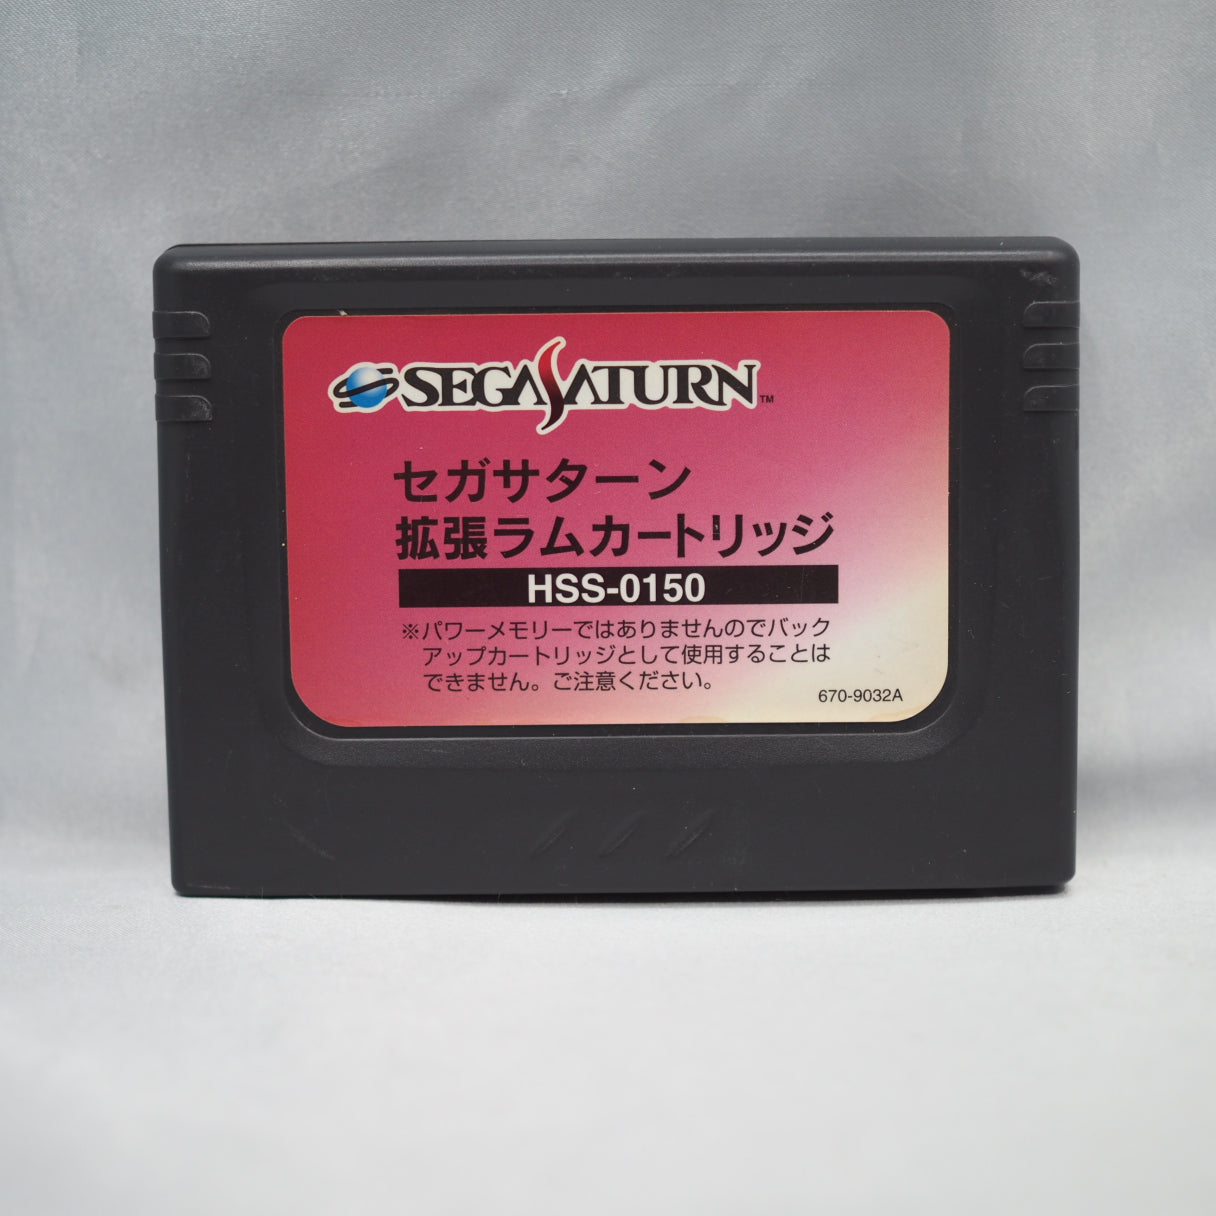 SEGA SATURN™
セガサターン
拡張ラムカートリッジ
HSS-0150
※パワーメモリーではありませんのでバック
アップカートリッジとして使用することは
できません。ご注意ください。
670-9032A